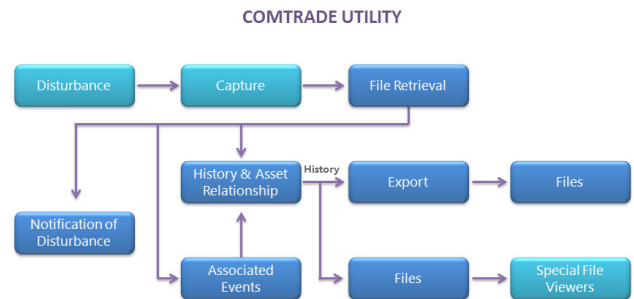 COMTRADE UTILITY
Disturbance
Capture
File Retrieval
History & Asset
Relationship
History
Export
Files
Notification of
Disturbance
Associated
Events
Files
Special File
Viewers